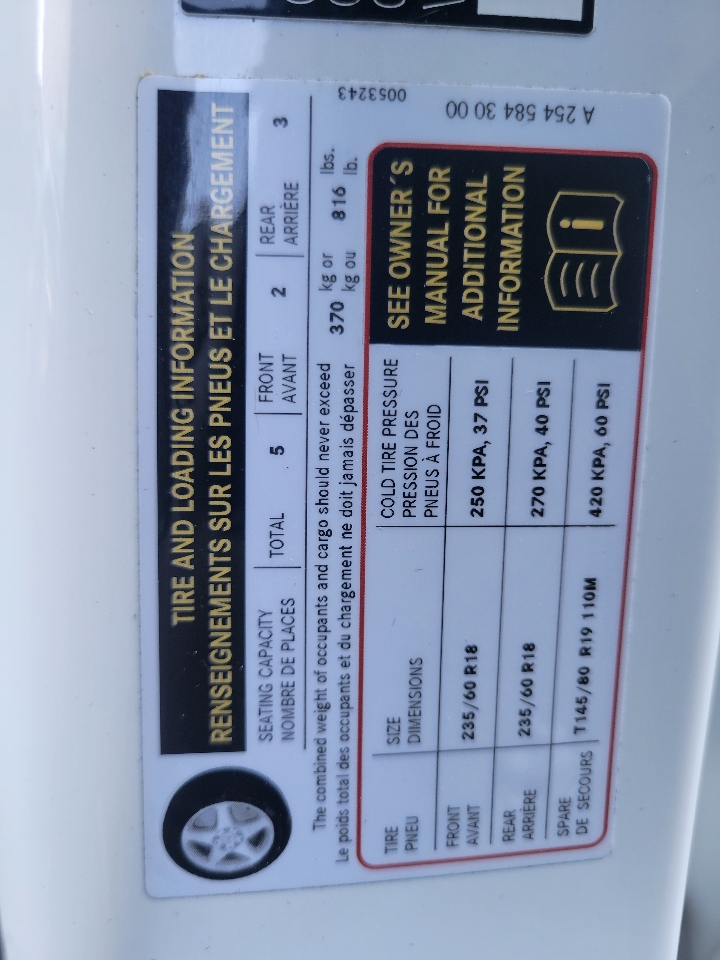 TIRE AND LOADING INFORMATION
RENSEIGNEMENTS SUR LES PNEUS ET LE CHARGEMENT
SEATING CAPACITY
NOMBRE DE PLACES
TOTAL 5
FRONT
AVANT
2
REAR
ARRIÈRE
3
The combined weight of occupants and cargo should never exceed 370 kg or 816 lbs.
Le poids total des occupants et du chargement ne doit jamais dépasser kg ou lb.
TIRE
PNEU
SIZE
DIMENSIONS
COLD TIRE PRESSURE
PRESSION DES
PNEUS À FROID
FRONT
AVANT
235/60 R18
250 KPA, 37 PSI
REAR
ARRIÈRE
235/60 R18
270 KPA, 40 PSI
SPARE
DE SECOURS
T145/80 R19 110M
420 KPA, 60 PSI
SEE OWNER´S
MANUAL FOR
ADDITIONAL
INFORMATION
i
0053243
A 254 584 30 00